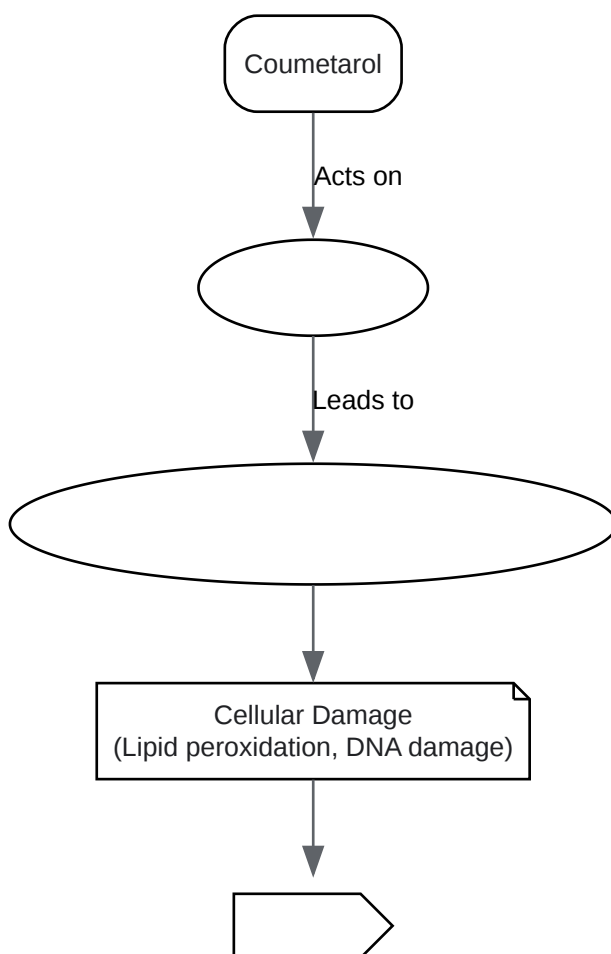 Coumetarol
Acts on
Leads to
Cellular Damage
(Lipid peroxidation, DNA damage)